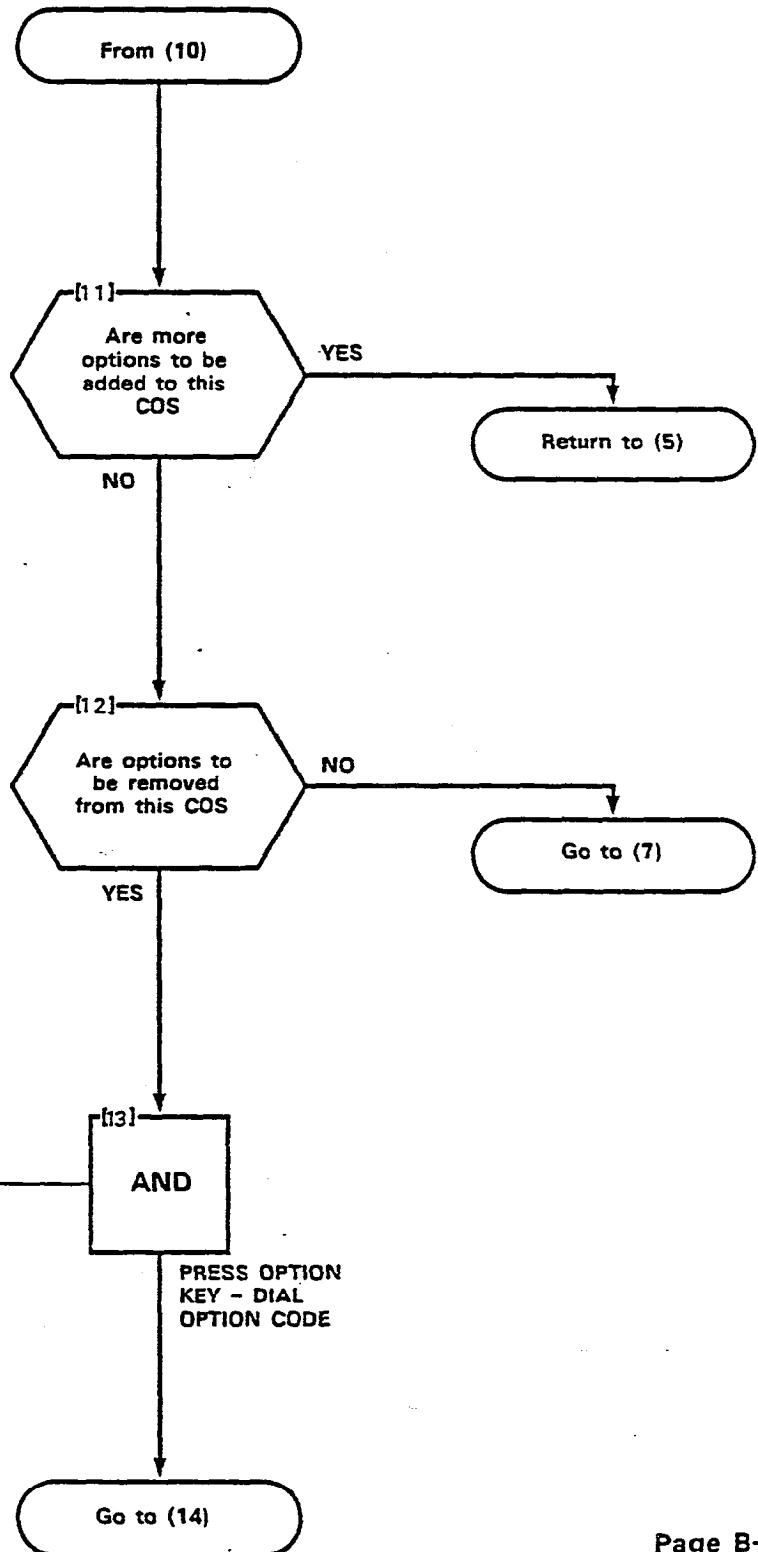 From (10)
[11]
Are more
options to be
added to this
COS
YES
Return to (5)
NO
[12]
Are options to
be removed
from this COS
NO
Go to (7)
YES
[13]
AND
PRESS OPTION
KEY – DIAL
OPTION CODE
Go to (14)
Page B-